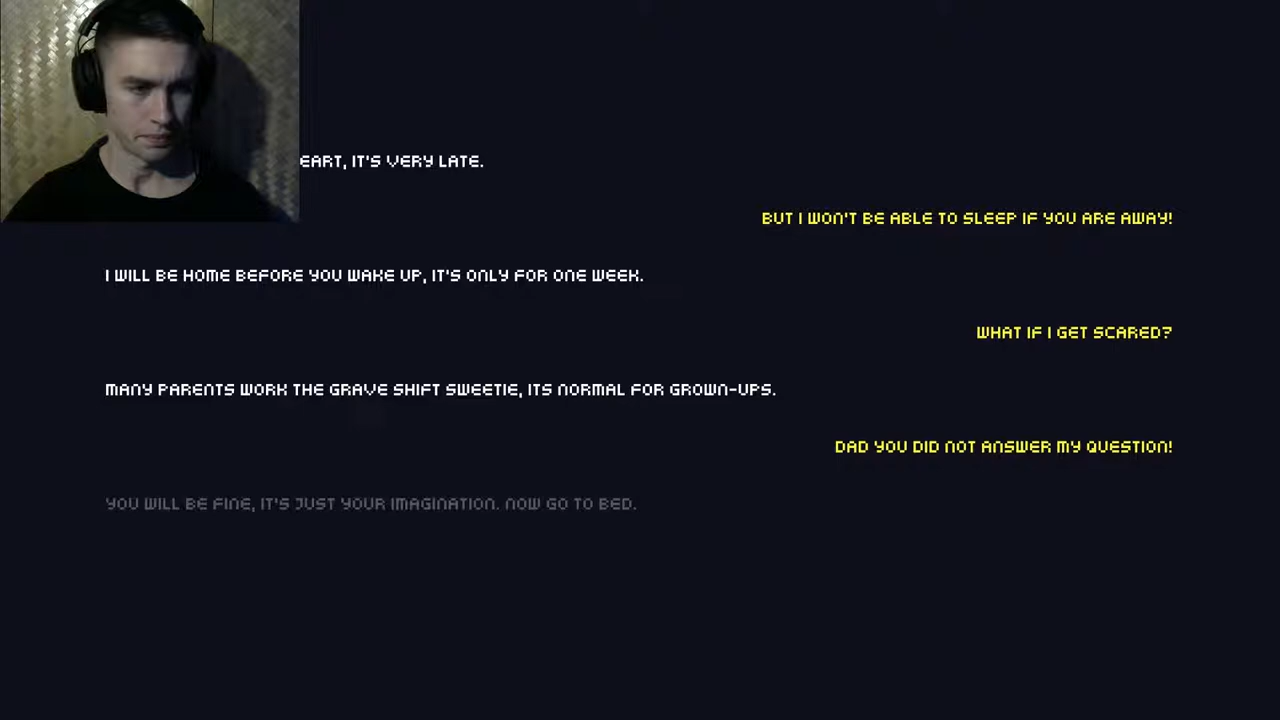 EART, IT'S VERY LATE.
BUT I WON'T BE ABLE TO SLEEP IF YOU ARE AWAY!
I WILL BE HOME BEFORE YOU WAKE UP, IT'S ONLY FOR ONE WEEK.
WHAT IF I GET SCARED?
MANY PARENTS WORK THE GRAVE SHIFT SWEETIE, ITS NORMAL FOR GROWN-UPS.
DAD YOU DID NOT ANSWER MY QUESTION!
YOU WILL BE FINE, IT'S JUST YOUR IMAGINATION. NOW GO TO BED.